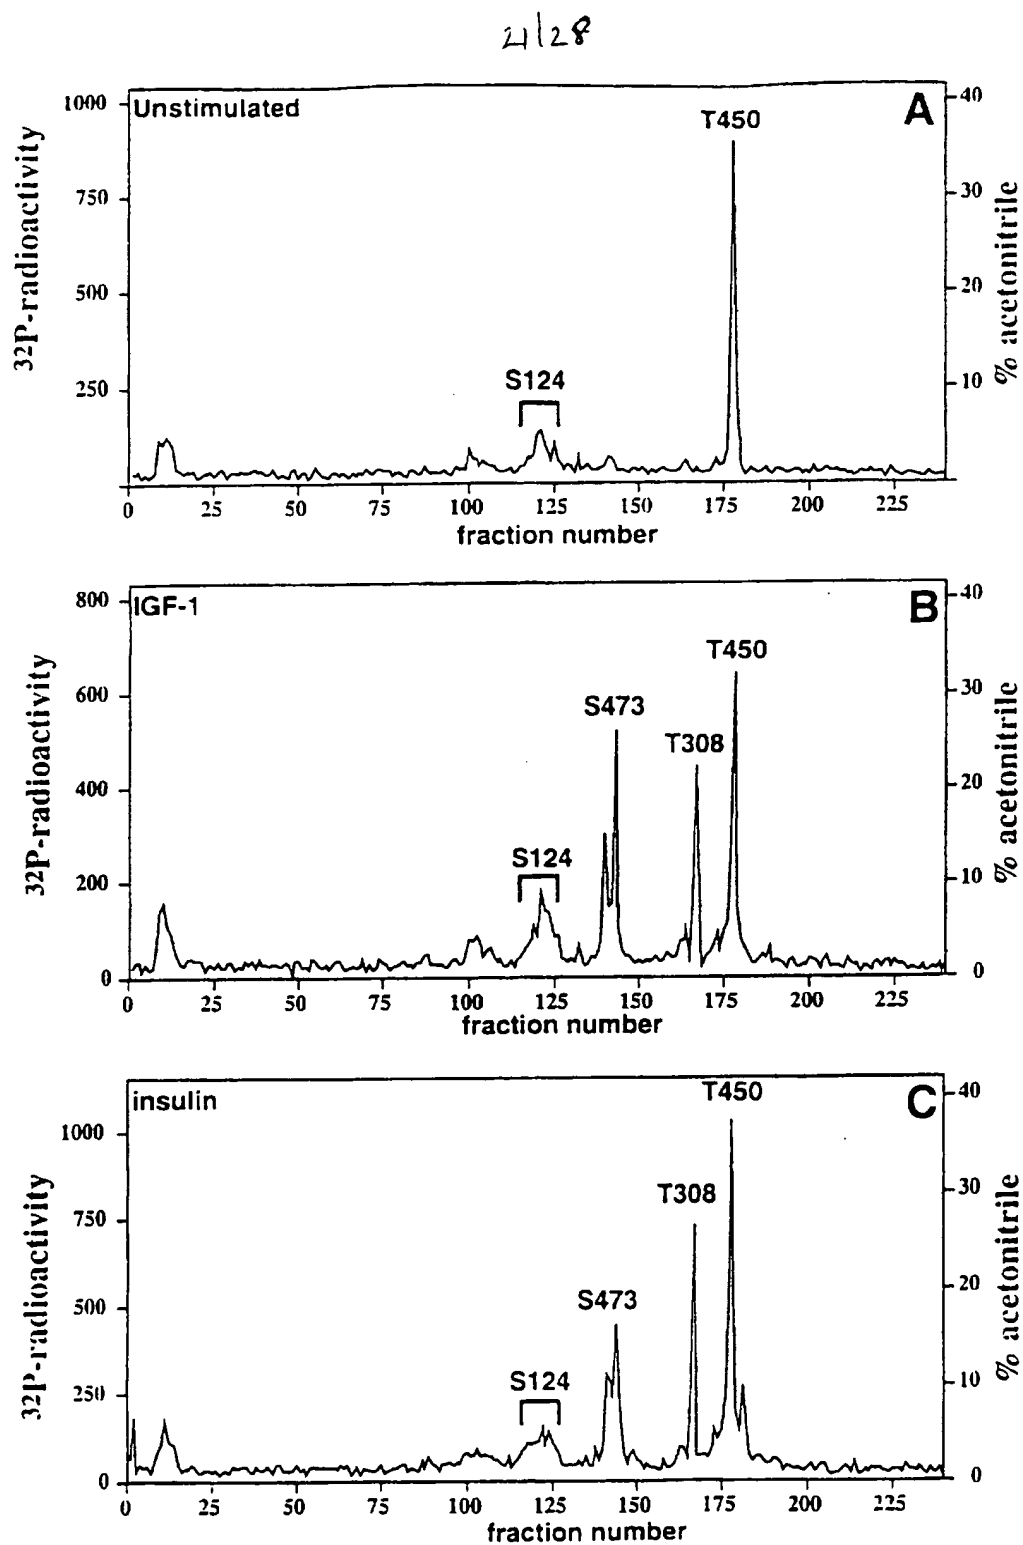 21/28
Unstimulated
A
T450
S124
1000
750
500
250
40
30
20
10
0 25 50 75 100 125 150 175 200 225
fraction number
32P-radioactivity
% acetonitrile
IGF-1
B
T450
S473
T308
S124
800
600
400
200
0
40
30
20
10
0
0 25 50 75 100 125 150 175 200 225
fraction number
32P-radioactivity
% acetonitrile
insulin
C
T450
T308
S473
S124
1000
750
500
250
0
40
30
20
10
0
0 25 50 75 100 125 150 175 200 225
fraction number
32P-radioactivity
% acetonitrile